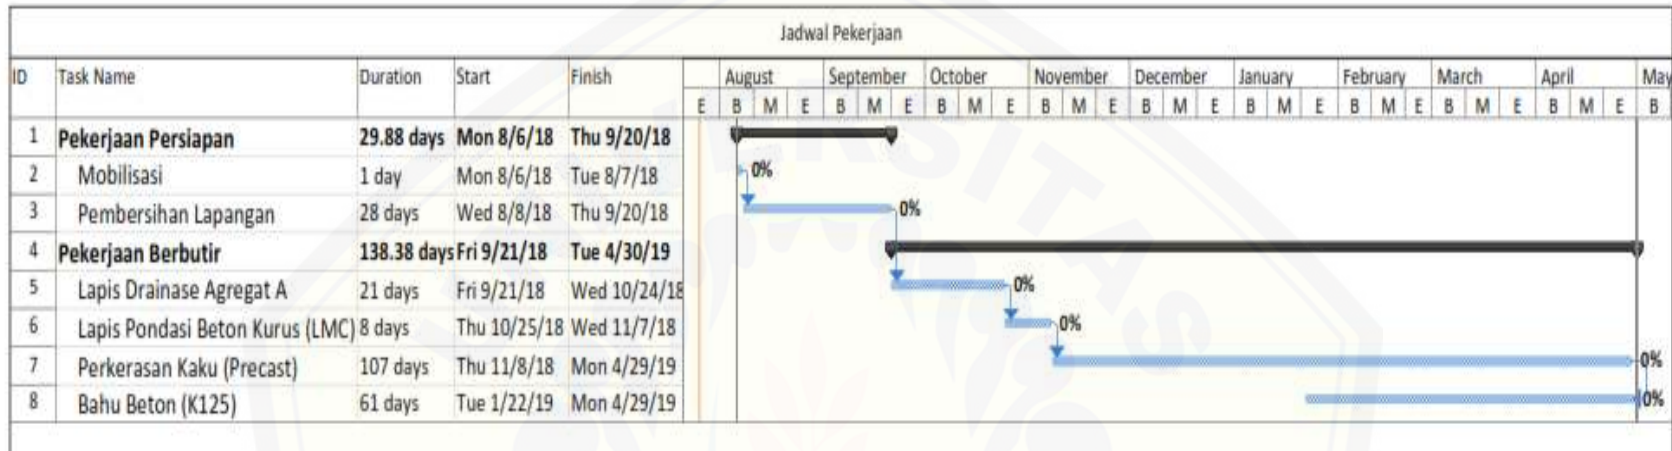 Jadwal Pekerjaan
ID Task Name Duration Start Finish August September October November December January February March April May
E B M E B M E B M E B M E B M E B M E B M E B M E B M E B
1 Pekerjaan Persiapan 29.88 days Mon 8/6/18 Thu 9/20/18
2 Mobilisasi 1 day Mon 8/6/18 Tue 8/7/18 0%
3 Pembersihan Lapangan 28 days Wed 8/8/18 Thu 9/20/18 0%
4 Pekerjaan Berbutir 138.38 days Fri 9/21/18 Tue 4/30/19
5 Lapis Drainase Agregat A 21 days Fri 9/21/18 Wed 10/24/18 0%
6 Lapis Pondasi Beton Kurus (LMC) 8 days Thu 10/25/18 Wed 11/7/18 0%
7 Perkerasan Kaku (Precast) 107 days Thu 11/8/18 Mon 4/29/19 0%
8 Bahu Beton (K125) 61 days Tue 1/22/19 Mon 4/29/19 0%